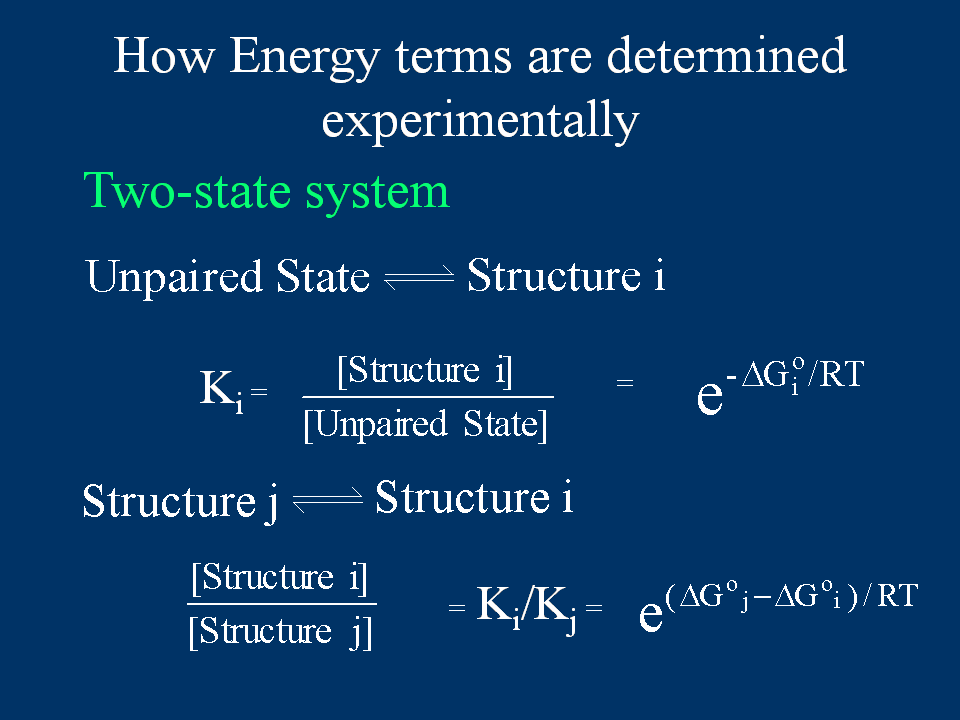 How Energy terms are determined
experimentally
Two-state system
Unpaired State ⇌ Structure i
Kᵢ = [Structure i] / [Unpaired State] = e^(-ΔG°ᵢ/RT)
Structure j ⇌ Structure i
[Structure i] / [Structure j] = Kᵢ/Kⱼ = e^((ΔG°ⱼ–ΔG°ᵢ)/RT)